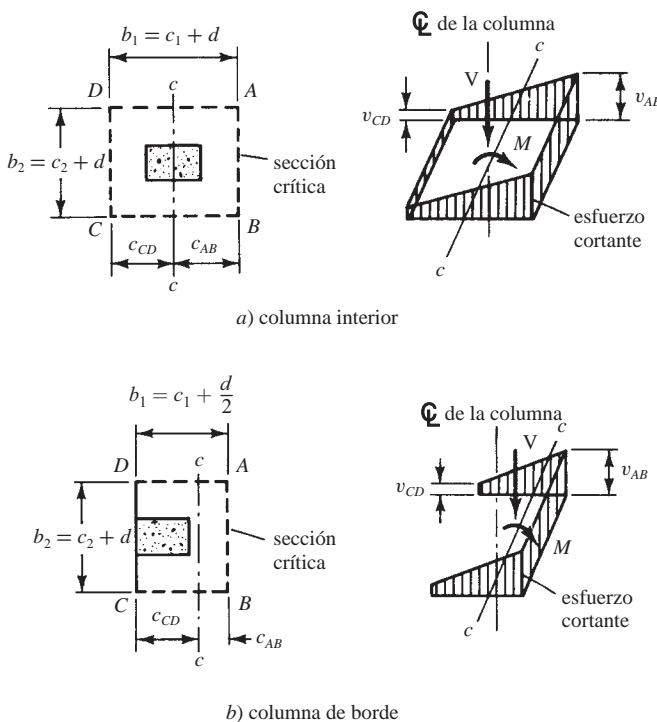 b₁ = c₁ + d
D
c
A
b₂ = c₂ + d
sección
crítica
C
B
c_CD
c_AB
c
℄ de la columna
c
V
v_CD
v_AB
M
esfuerzo
cortante
c
a) columna interior
b₁ = c₁ + d/2
D
c
A
b₂ = c₂ + d
sección
crítica
C
B
c_CD
c_AB
c
℄ de la columna
c
V
v_CD
v_AB
M
esfuerzo
cortante
c
b) columna de borde